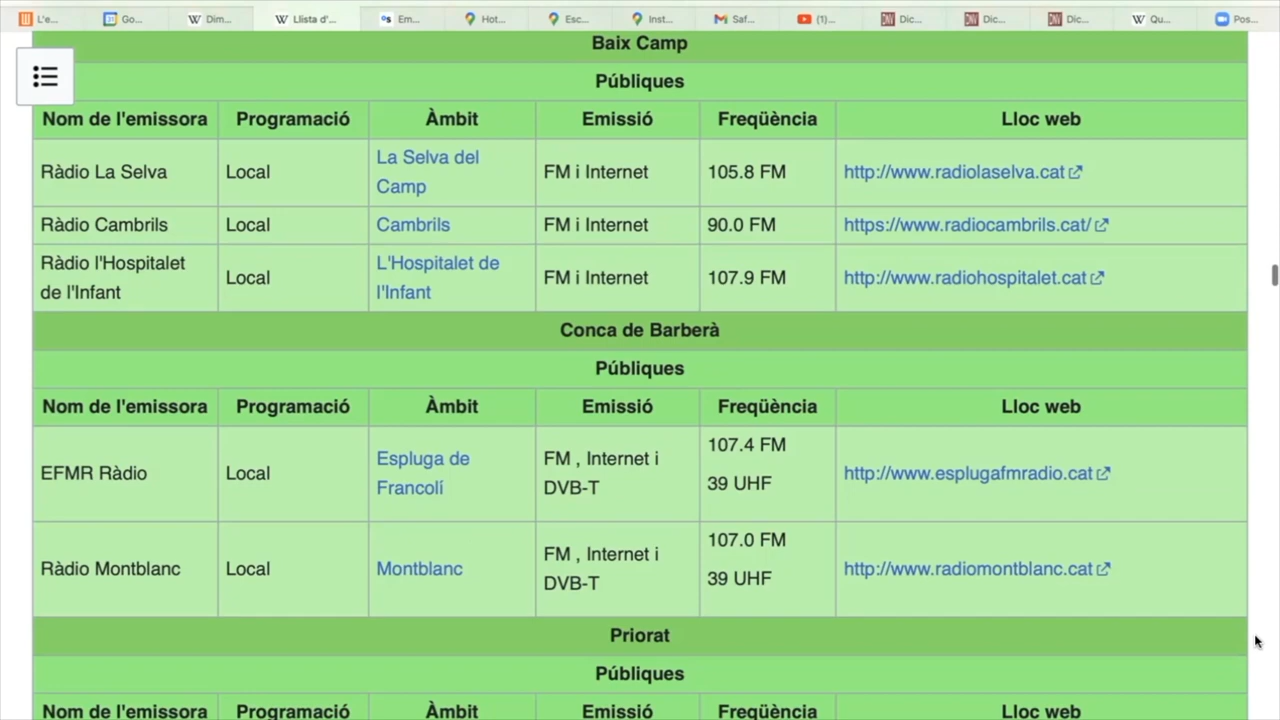 L'e...
Go...
Dim...
Llista d'...
Em...
Hot...
Esc...
Inst...
Saf...
(1)...
Dic...
Dic...
Dic...
Qu...
Pos...
Baix Camp
Públiques
Nom de l'emissora Programació Àmbit Emissió Freqüència Lloc web
Ràdio La Selva Local La Selva del Camp FM i Internet 105.8 FM http://www.radiolaselva.cat
Ràdio Cambrils Local Cambrils FM i Internet 90.0 FM https://www.radiocambrils.cat/
Ràdio l'Hospitalet de l'Infant Local L'Hospitalet de l'Infant FM i Internet 107.9 FM http://www.radiohospitalet.cat
Conca de Barberà
Públiques
Nom de l'emissora Programació Àmbit Emissió Freqüència Lloc web
EFMR Ràdio Local Espluga de Francolí FM , Internet i DVB-T 107.4 FM 39 UHF http://www.esplugafmradio.cat
Ràdio Montblanc Local Montblanc FM , Internet i DVB-T 107.0 FM 39 UHF http://www.radiomontblanc.cat
Priorat
Públiques
Nom de l'emissora Programació Àmbit Emissió Freqüència Lloc web